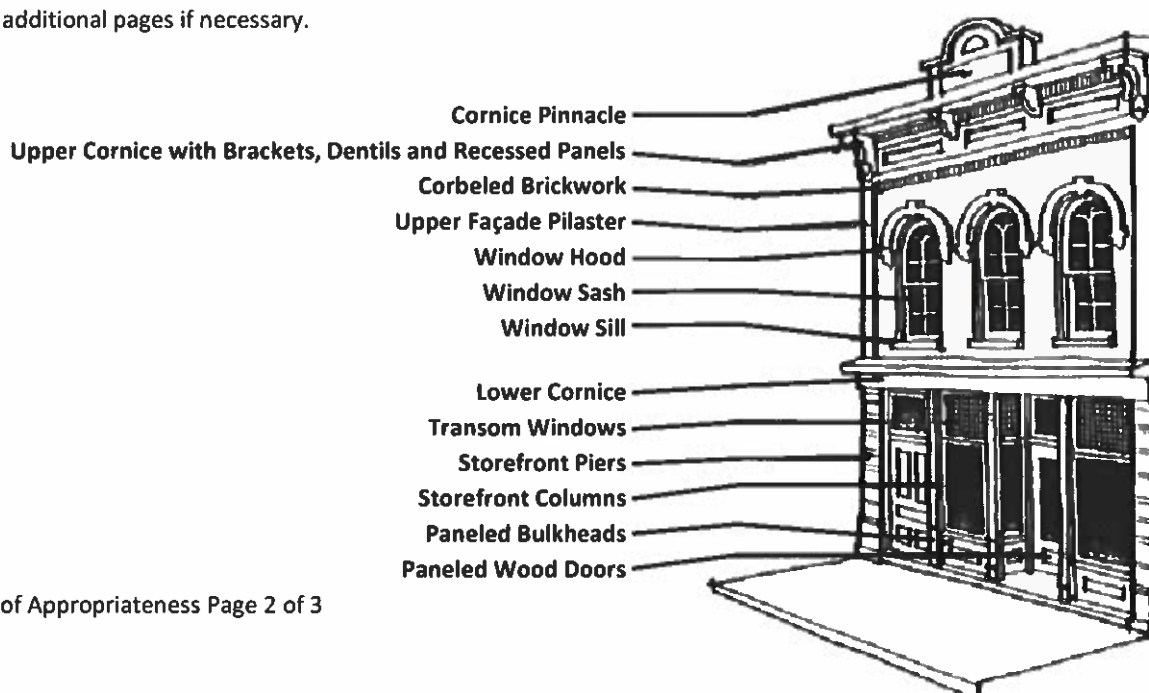 additional pages if necessary.
Cornice Pinnacle
Upper Cornice with Brackets, Dentils and Recessed Panels
Corbeled Brickwork
Upper Façade Pilaster
Window Hood
Window Sash
Window Sill
Lower Cornice
Transom Windows
Storefront Piers
Storefront Columns
Paneled Bulkheads
Paneled Wood Doors
of Appropriateness Page 2 of 3